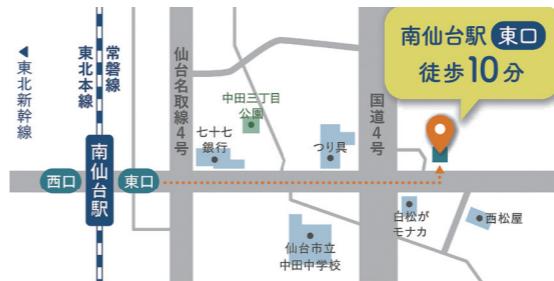 ◀東北新幹線
東北本線
常磐線
仙台名取線4号
中田三丁目
公園
七十七
銀行
つり具
国道4号
南仙台駅 東口
徒歩10分
西口
南仙台駅
東口
仙台市立
中田中学校
白松が
モナカ
西松屋